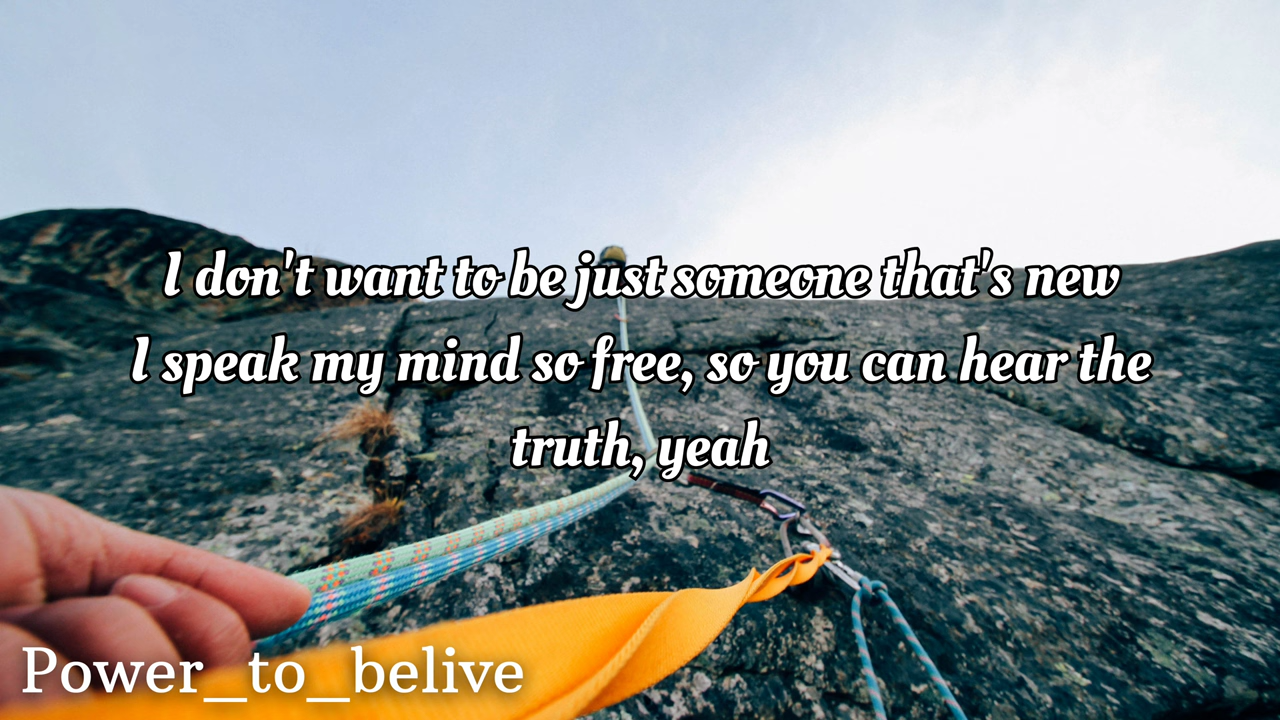 I don't want to be just someone that's new
I speak my mind so free, so you can hear the
truth, yeah
Power_to_belive